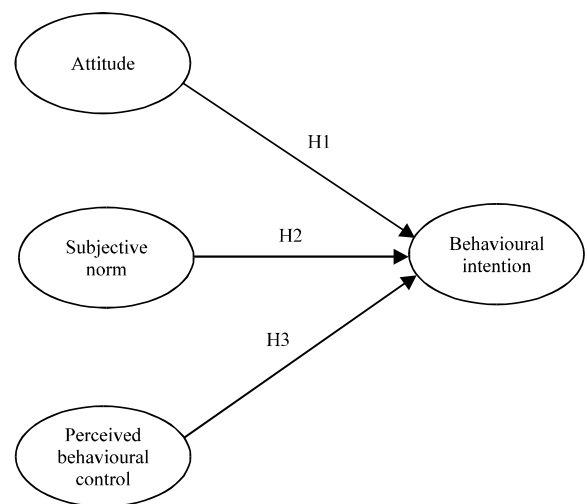 Attitude
H1
Subjective
norm
H2
Behavioural
intention
H3
Perceived
behavioural
control